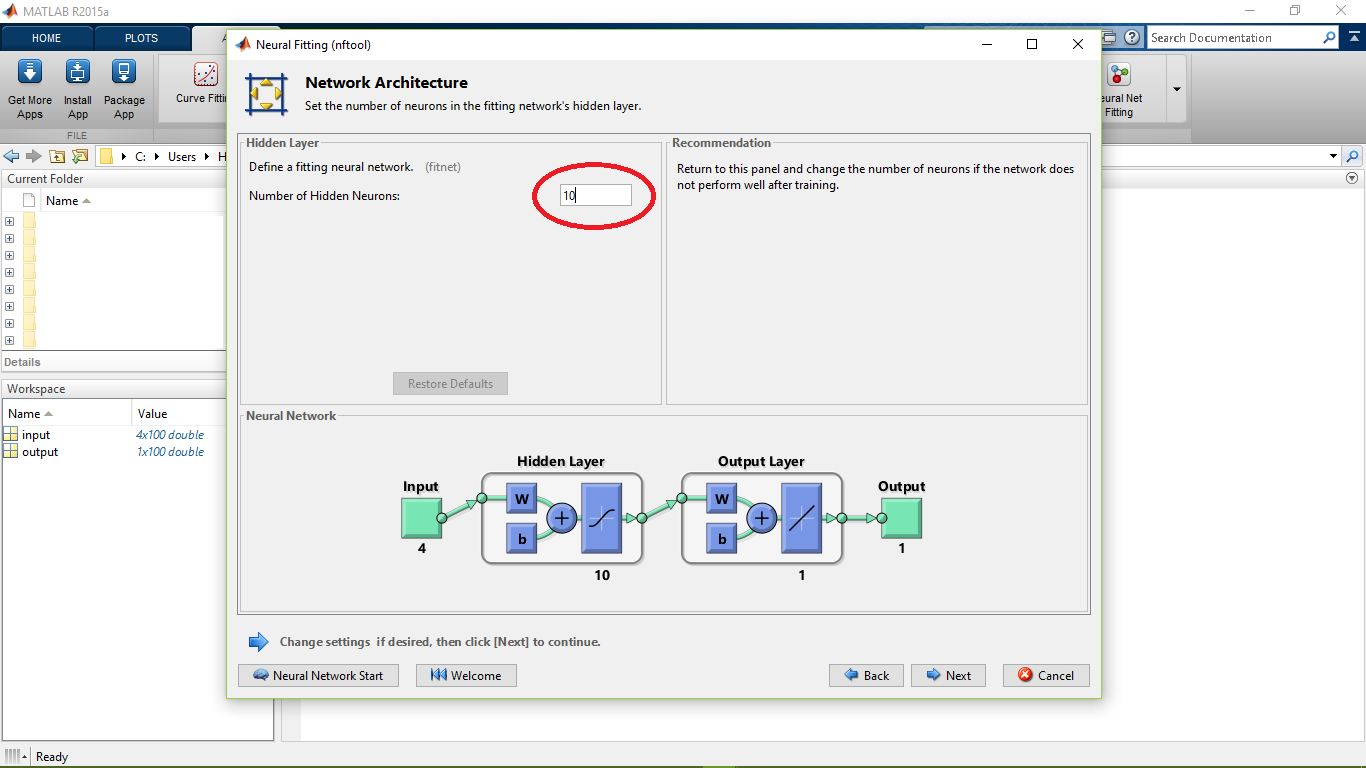 MATLAB R2015a
HOME
PLOTS
A
Search Documentation
Get More Apps
Install App
Package App
Curve Fittin
eural Net Fitting
FILE
C: Users H
Current Folder
Name
Details
Workspace
Name Value
input 4x100 double
output 1x100 double
Ready
Neural Fitting (nftool)
Network Architecture
Set the number of neurons in the fitting network's hidden layer.
Hidden Layer
Define a fitting neural network. (fitnet)
Number of Hidden Neurons: 10
Restore Defaults
Recommendation
Return to this panel and change the number of neurons if the network does
not perform well after training.
Neural Network
Hidden Layer
Output Layer
Input
W
b
W
b
Output
4
10
1
1
Change settings if desired, then click [Next] to continue.
Neural Network Start
Welcome
Back
Next
Cancel